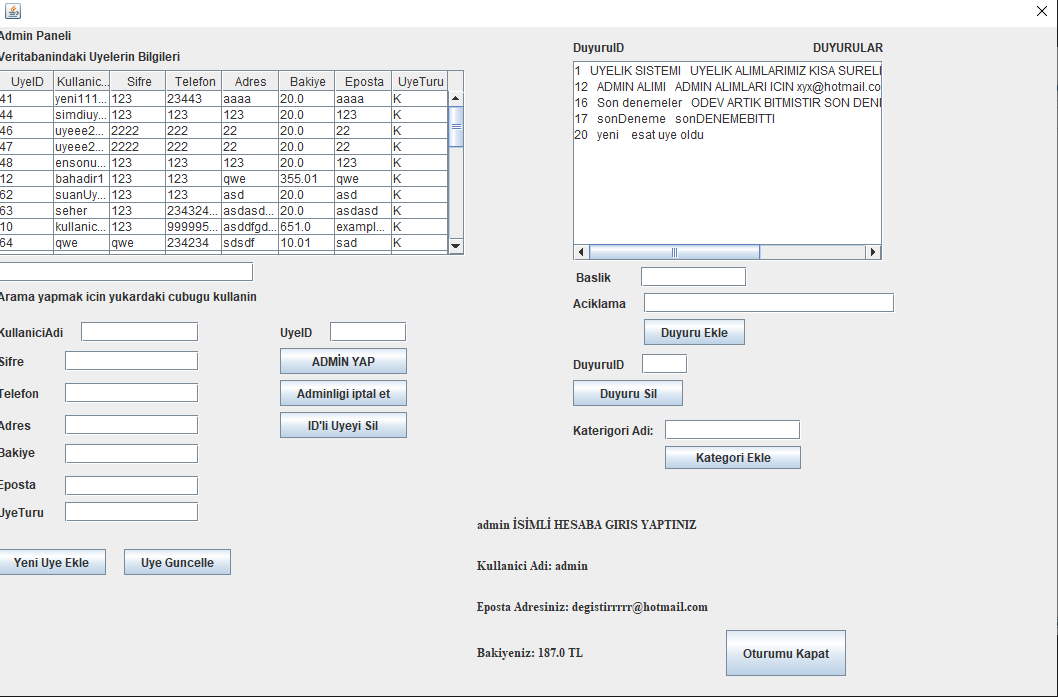 Admin Paneli
Veritabanindaki Uyelerin Bilgileri
UyeID Kullanic... Sifre Telefon Adres Bakiye Eposta UyeTuru
41 yeni111... 123 23443 aaaa 20.0 aaaa K
44 simdiuy... 123 123 123 20.0 123 K
46 uyeee2... 2222 222 22 20.0 22 K
47 uyeee2... 2222 222 22 20.0 22 K
48 ensonu... 123 123 123 20.0 123 K
12 bahadir1 123 123 qwe 355.01 qwe K
62 suanUy... 123 123 asd 20.0 asd K
63 seher 123 234324... asdasd... 20.0 asdasd K
10 kullanic... 123 999995... asddfgd... 651.0 exampl... K
64 qwe qwe 234234 sdsdf 10.01 sad K
Arama yapmak icin yukardaki cubugu kullanin
KullaniciAdi
Sifre
Telefon
Adres
Bakiye
Eposta
UyeTuru
Yeni Uye Ekle
Uye Guncelle
UyeID
ADMİN YAP
Adminligi iptal et
ID'li Uyeyi Sil
DuyuruID DUYURULAR
1 UYELIK SISTEMI UYELIK ALIMLARIMIZ KISA SURELI
12 ADMIN ALIMI ADMIN ALIMLARI ICIN xyx@hotmail.co
16 Son denemeler ODEV ARTIK BITMISTIR SON DENI
17 sonDeneme sonDENEMEBITTI
20 yeni esat uye oldu
Baslik
Aciklama
Duyuru Ekle
DuyuruID
Duyuru Sil
Katerigori Adi:
Kategori Ekle
admin İSİMLİ HESABA GIRIS YAPTINIZ
Kullanici Adi: admin
Eposta Adresiniz: degistirrrrr@hotmail.com
Bakiyeniz: 187.0 TL
Oturumu Kapat